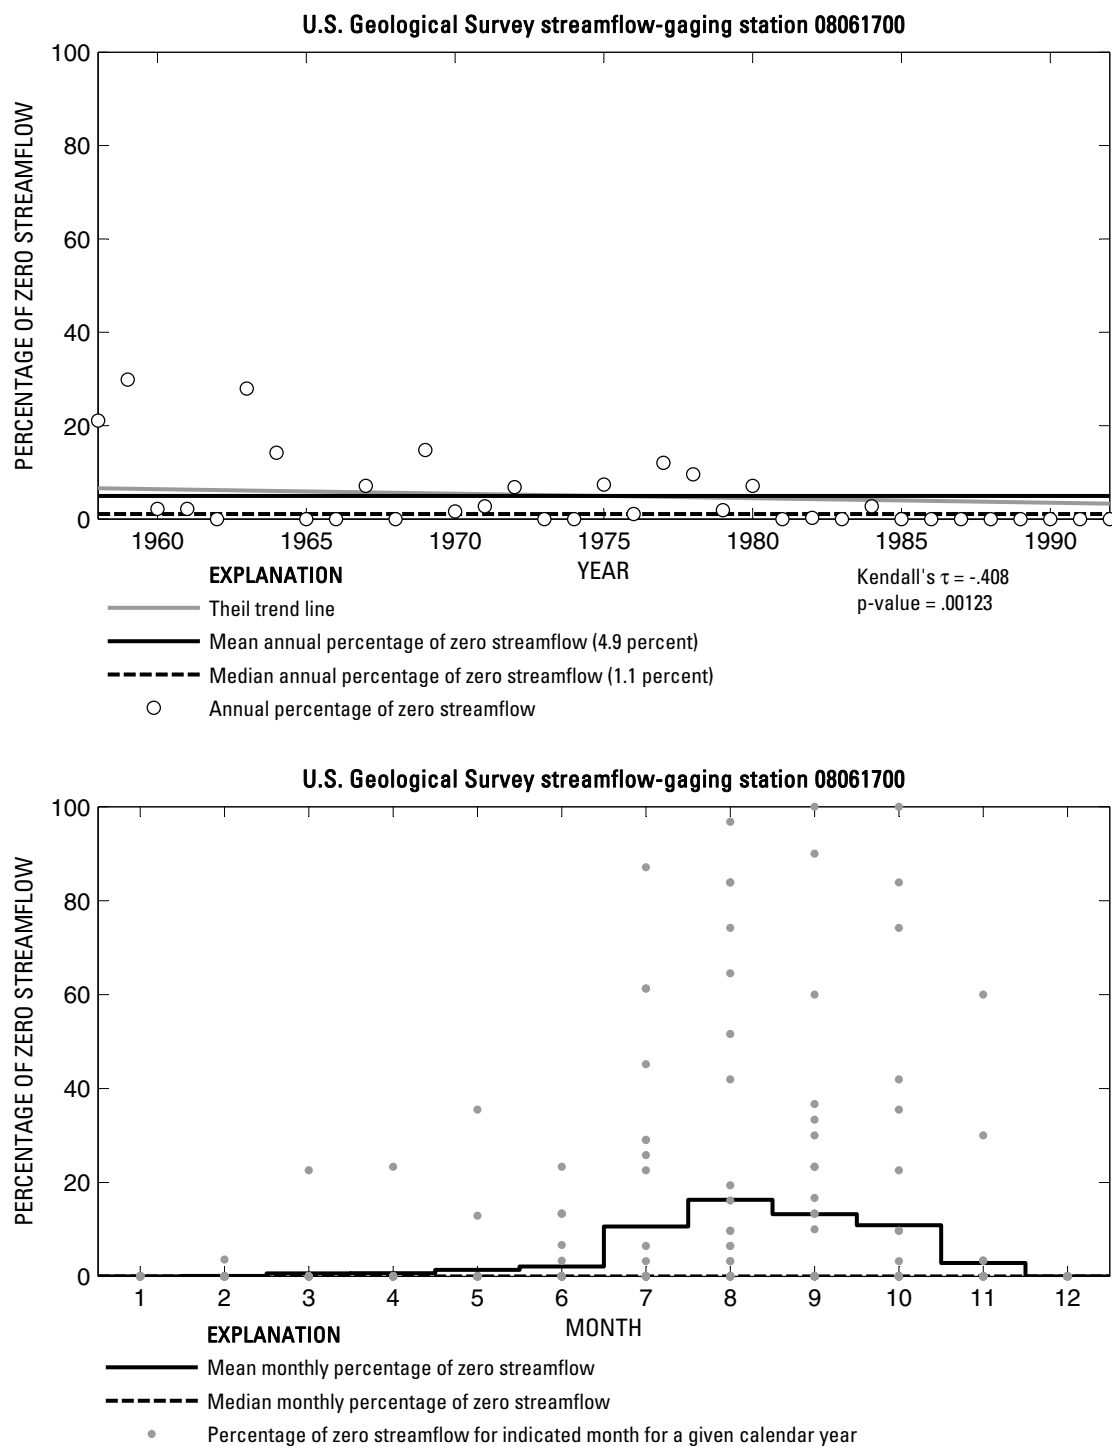 U.S. Geological Survey streamflow-gaging station 08061700
PERCENTAGE OF ZERO STREAMFLOW
100
80
60
40
20
0
1960 1965 1970 1975 1980 1985 1990
YEAR
EXPLANATION
Theil trend line
Mean annual percentage of zero streamflow (4.9 percent)
Median annual percentage of zero streamflow (1.1 percent)
Annual percentage of zero streamflow
Kendall's τ = -.408
p-value = .00123
U.S. Geological Survey streamflow-gaging station 08061700
PERCENTAGE OF ZERO STREAMFLOW
100
80
60
40
20
0
1 2 3 4 5 6 7 8 9 10 11 12
MONTH
EXPLANATION
Mean monthly percentage of zero streamflow
Median monthly percentage of zero streamflow
Percentage of zero streamflow for indicated month for a given calendar year